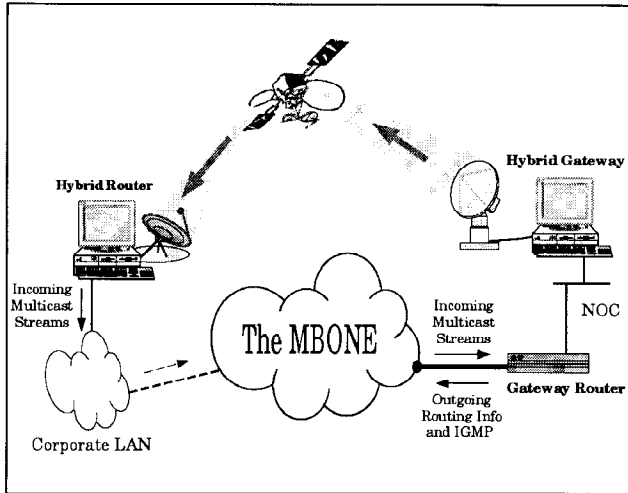 Hybrid Gateway
Hybrid Router
Incoming
Multicast
Streams
The MBONE
Incoming
Multicast
Streams
NOC
Gateway Router
Outgoing
Routing Info
and IGMP
Corporate LAN